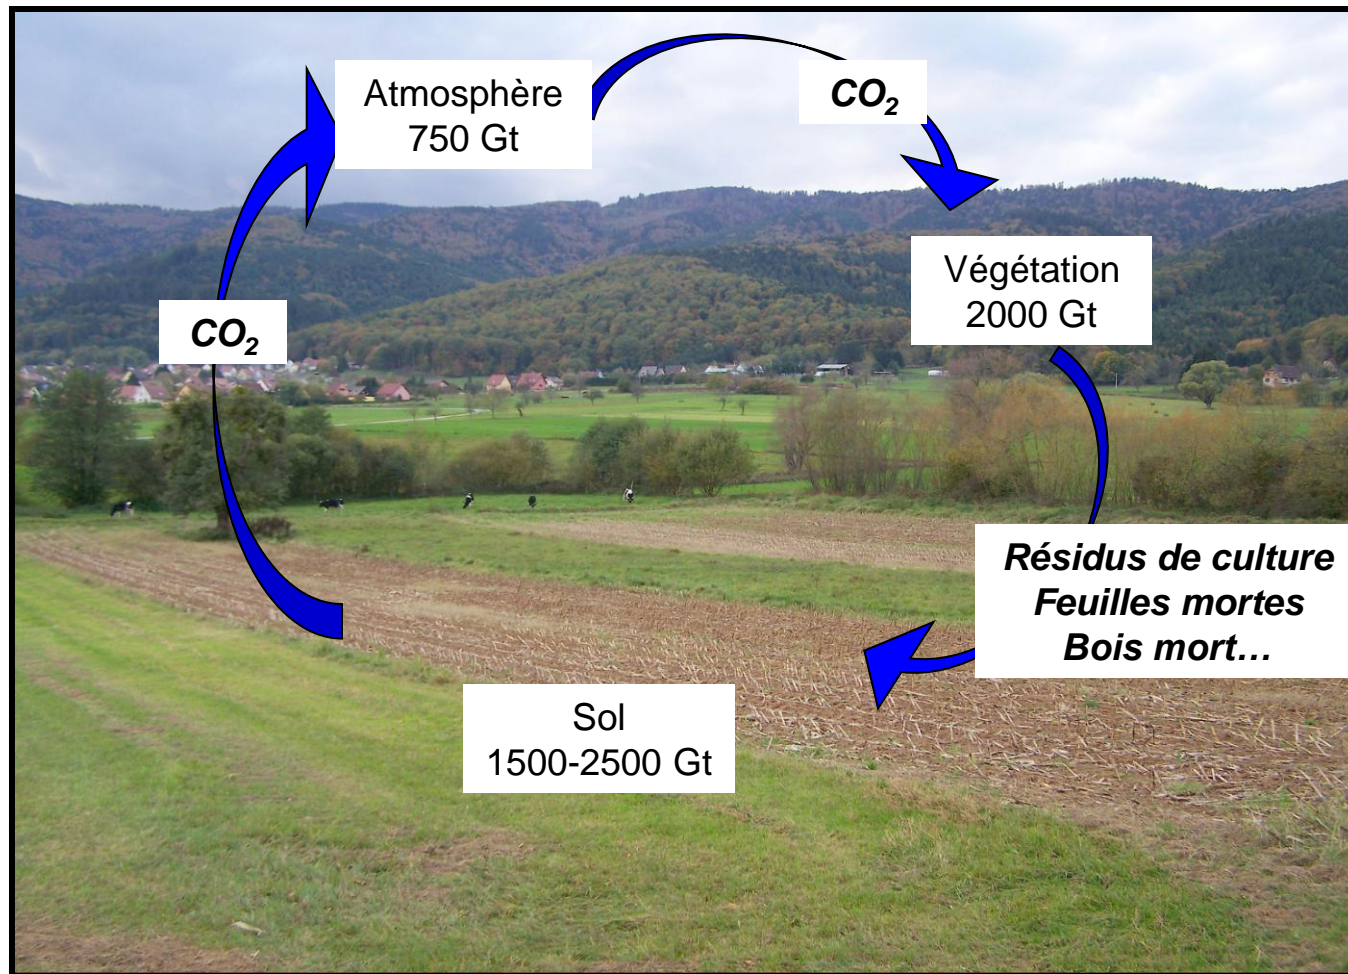 Atmosphère
750 Gt
CO₂
Végétation
2000 Gt
CO₂
Résidus de culture
Feuilles mortes
Bois mort…
Sol
1500-2500 Gt